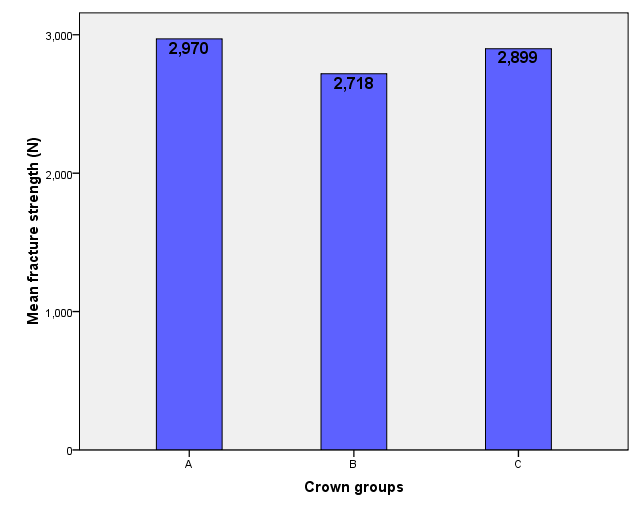 Mean fracture strength (N)
3,000
2,000
1,000
0
2,970
2,718
2,899
A
B
C
Crown groups